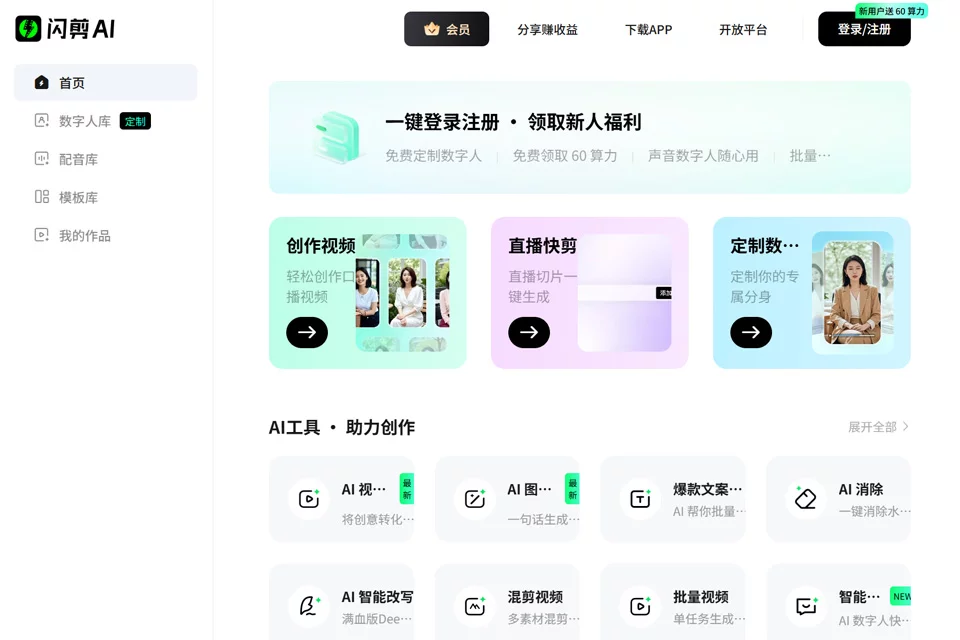 闪剪AI
会员
分享赚收益
下载APP
开放平台
新用户送 60 算力
登录/注册
首页
数字人库
定制
配音库
模板库
我的作品
一键登录注册 · 领取新人福利
免费定制数字人
免费领取 60 算力
声音数字人随心用
批量···
创作视频
轻松创作口
播视频
直播快剪
直播切片一
键生成
添加
定制数···
定制你的专
属分身
AI工具 · 助力创作
展开全部
AI 视···
最新
将创意转化···
AI 图···
最新
一句话生成···
爆款文案···
AI 帮你批量···
AI 消除
一键消除水···
AI 智能改写
满血版Dee···
混剪视频
多素材混剪···
批量视频
单任务生成···
智能···
NEW
AI 数字人快···